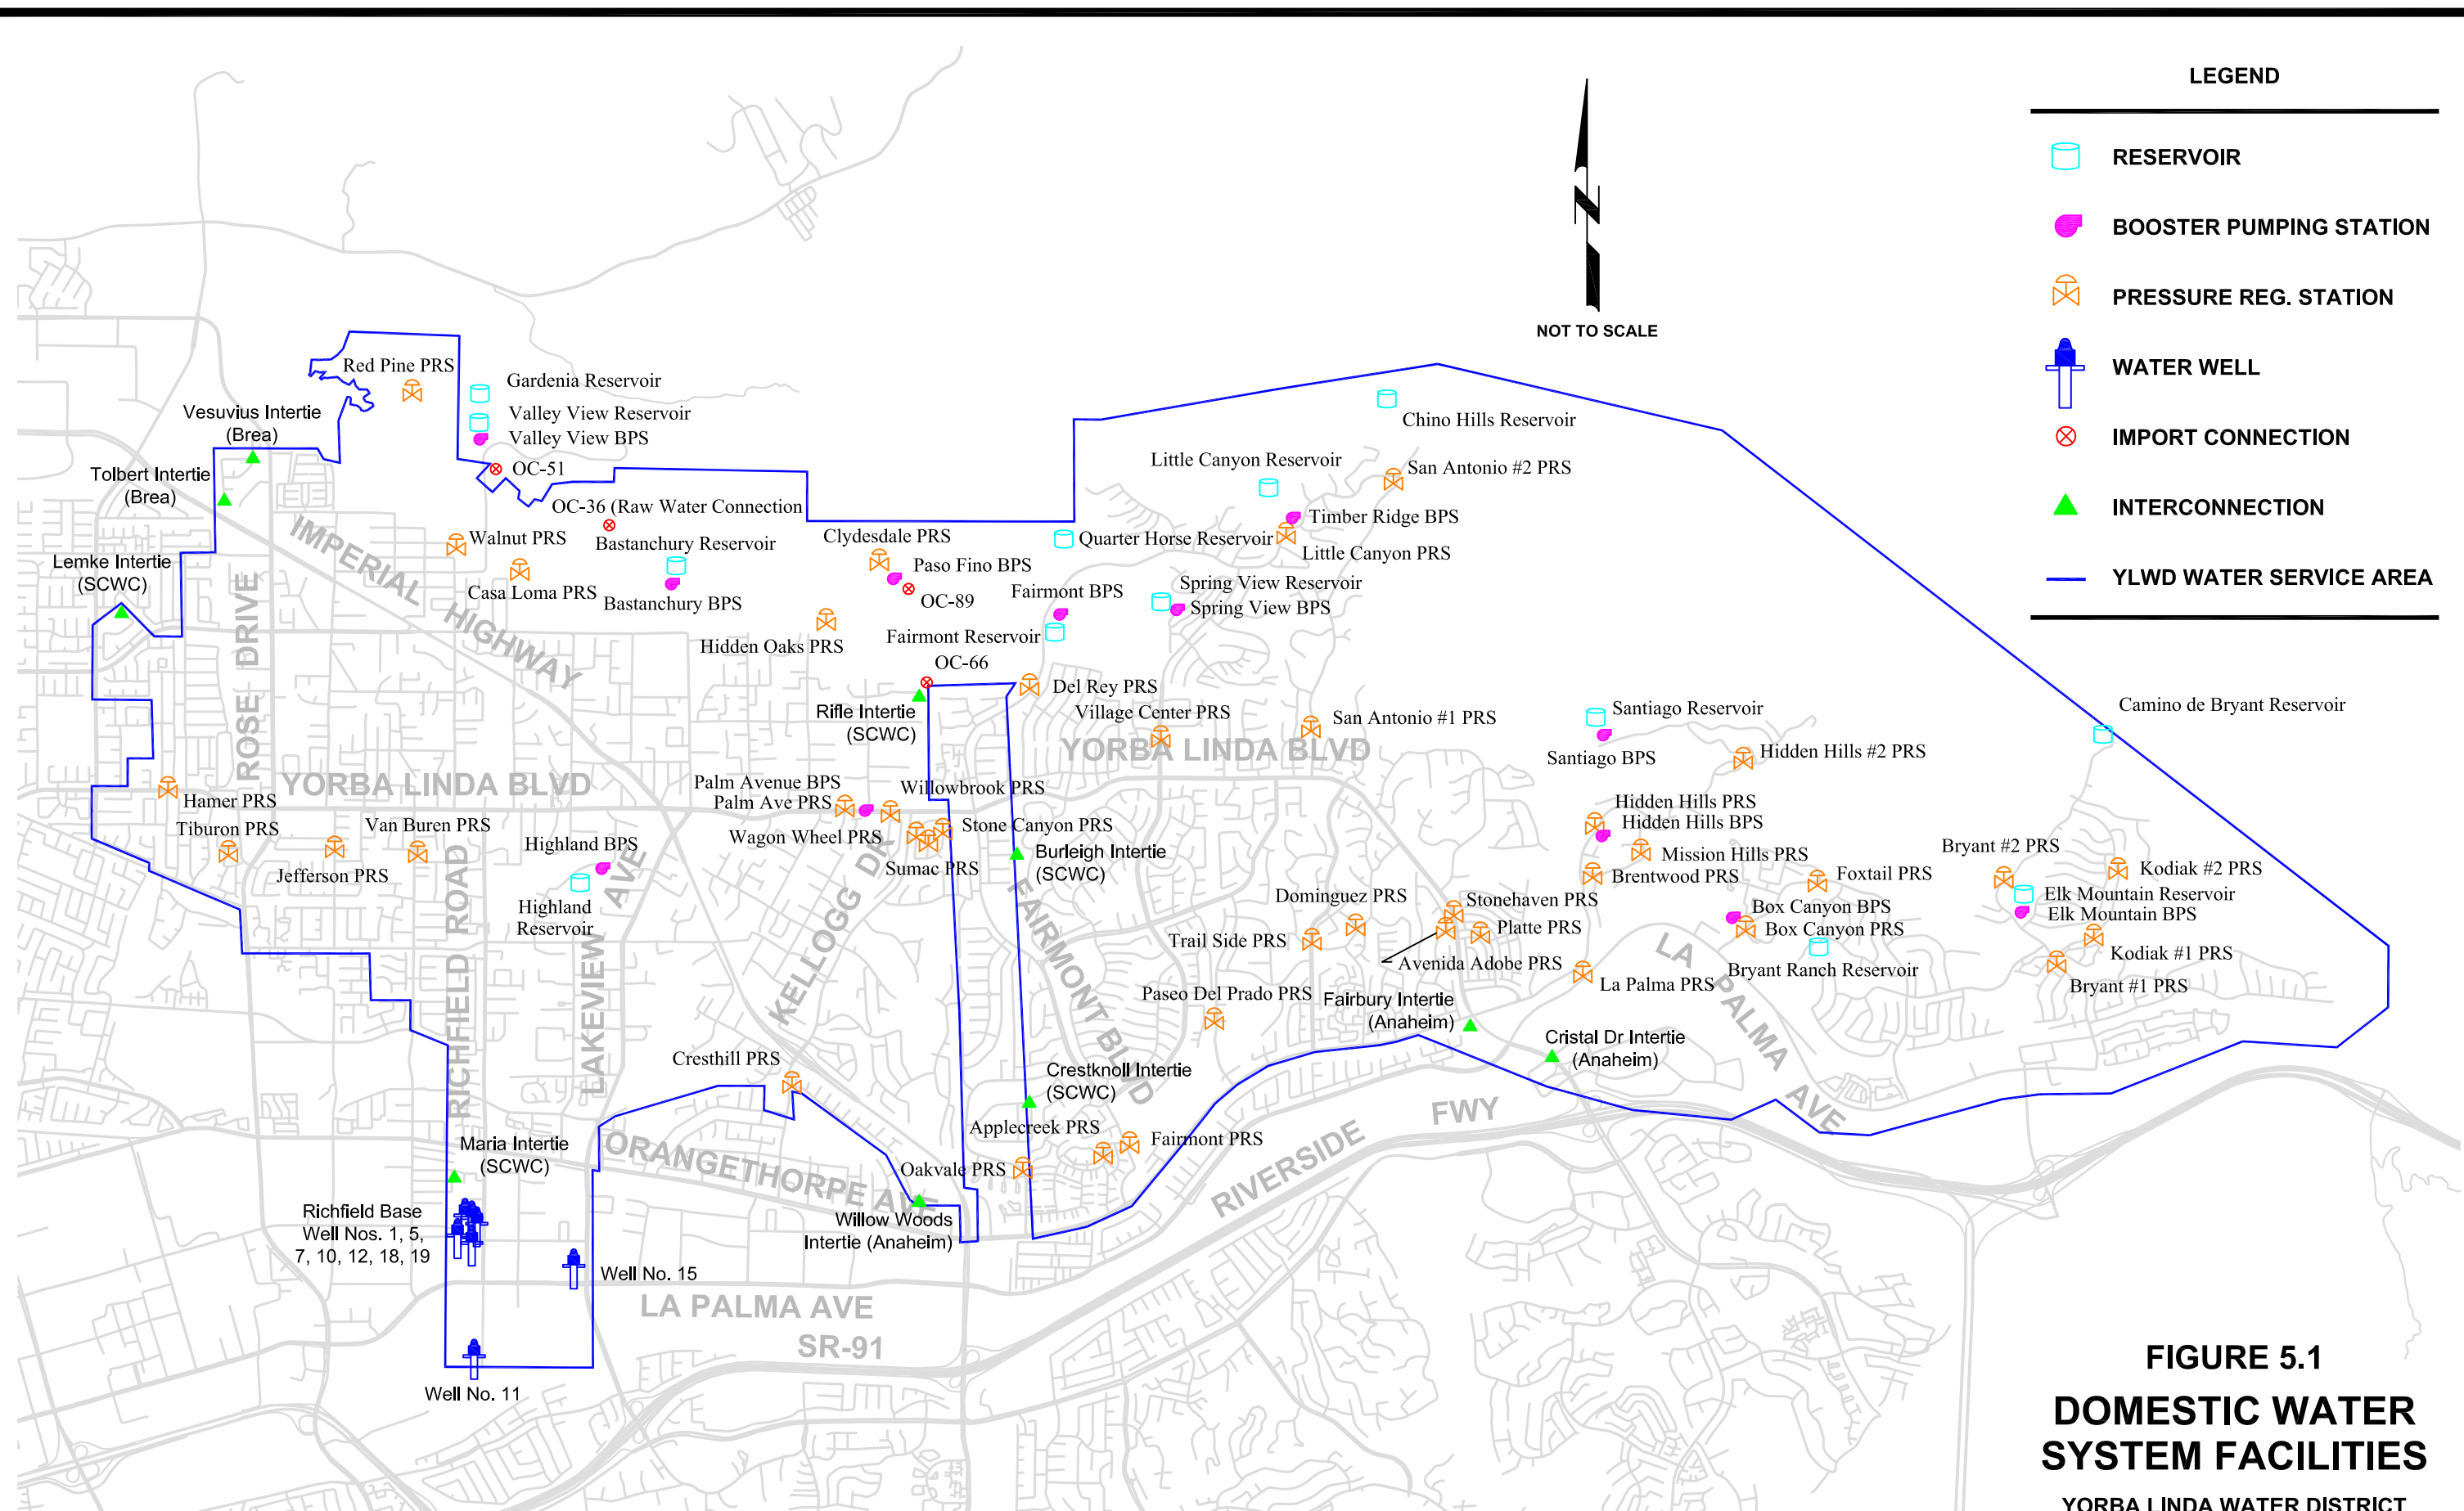 LEGEND
RESERVOIR
BOOSTER PUMPING STATION
PRESSURE REG. STATION
WATER WELL
IMPORT CONNECTION
INTERCONNECTION
YLWD WATER SERVICE AREA
N
NOT TO SCALE
Red Pine PRS
Gardenia Reservoir
Valley View Reservoir
Valley View BPS
OC-51
Vesuvius Intertie
(Brea)
Tolbert Intertie
(Brea)
OC-36 (Raw Water Connection
Chino Hills Reservoir
Little Canyon Reservoir
San Antonio #2 PRS
Timber Ridge BPS
Quarter Horse Reservoir
Little Canyon PRS
IMPERIAL HIGHWAY
Walnut PRS
Bastanchury Reservoir
Casa Loma PRS
Bastanchury BPS
Clydesdale PRS
Paso Fino BPS
OC-89
Fairmont BPS
Spring View Reservoir
Spring View BPS
Lemke Intertie
(SCWC)
ROSE DRIVE
Hidden Oaks PRS
Fairmont Reservoir
OC-66
Del Rey PRS
Rifle Intertie
(SCWC)
Village Center PRS
San Antonio #1 PRS
YORBA LINDA BLVD
Santiago Reservoir
Santiago BPS
Hidden Hills #2 PRS
Camino de Bryant Reservoir
YORBA LINDA BLVD
Hamer PRS
Tiburon PRS
Van Buren PRS
Jefferson PRS
Highland BPS
Highland
Reservoir
Palm Avenue BPS
Palm Ave PRS
Willowbrook PRS
Wagon Wheel PRS
Stone Canyon PRS
Sumac PRS
Burleigh Intertie
(SCWC)
Hidden Hills PRS
Hidden Hills BPS
Mission Hills PRS
Brentwood PRS
Foxtail PRS
Bryant #2 PRS
Kodiak #2 PRS
Elk Mountain Reservoir
Elk Mountain BPS
Dominguez PRS
Stonehaven PRS
Box Canyon BPS
Box Canyon PRS
Trail Side PRS
Platte PRS
Avenida Adobe PRS
La Palma PRS
Bryant Ranch Reservoir
Kodiak #1 PRS
Bryant #1 PRS
RICHFIELD ROAD
LAKEVIEW AVE
KELLOGG DR
FAIRMONT BLVD
LA PALMA AVE
Paseo Del Prado PRS
Fairbury Intertie
(Anaheim)
Cristal Dr Intertie
(Anaheim)
Cresthill PRS
Crestknoll Intertie
(SCWC)
Applecreek PRS
Fairmont PRS
Oakvale PRS
RIVERSIDE FWY
Maria Intertie
(SCWC)
ORANGETHORPE AVE
Willow Woods
Intertie (Anaheim)
Richfield Base
Well Nos. 1, 5,
7, 10, 12, 18, 19
Well No. 15
LA PALMA AVE
SR-91
Well No. 11
FIGURE 5.1
DOMESTIC WATER
SYSTEM FACILITIES
YORBA LINDA WATER DISTRICT